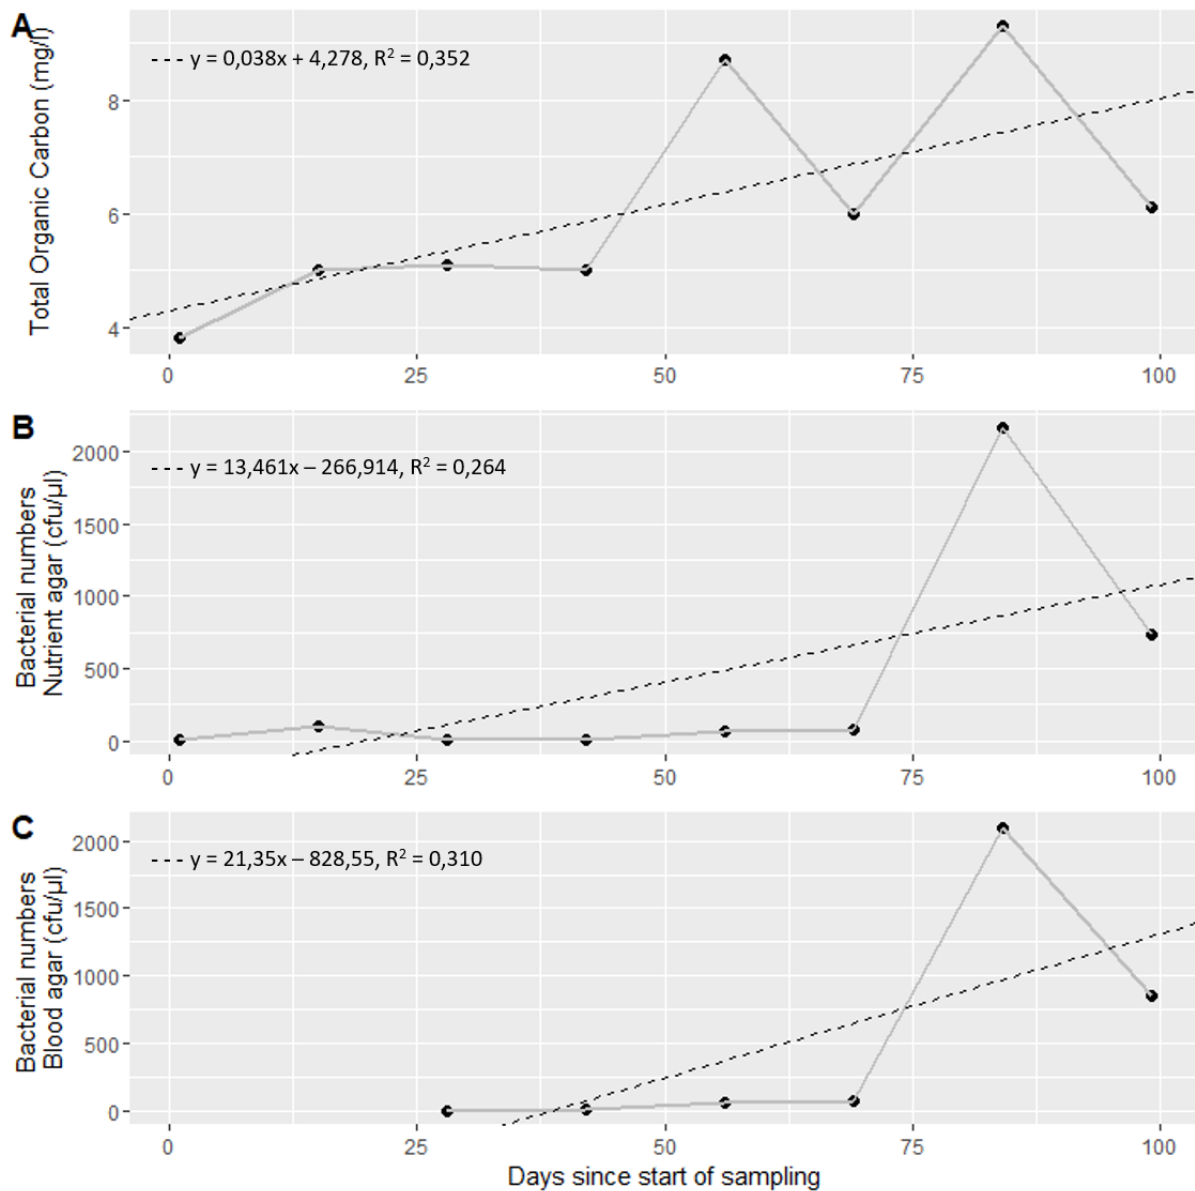 A
Total Organic Carbon (mg/l)
y = 0,038x + 4,278, R² = 0,352
8
6
4
0 25 50 75 100
B
Bacterial numbers
Nutrient agar (cfu/µl)
y = 13,461x – 266,914, R² = 0,264
2000
1500
1000
500
0
0 25 50 75 100
C
Bacterial numbers
Blood agar (cfu/µl)
y = 21,35x – 828,55, R² = 0,310
2000
1500
1000
500
0
0 25 50 75 100
Days since start of sampling